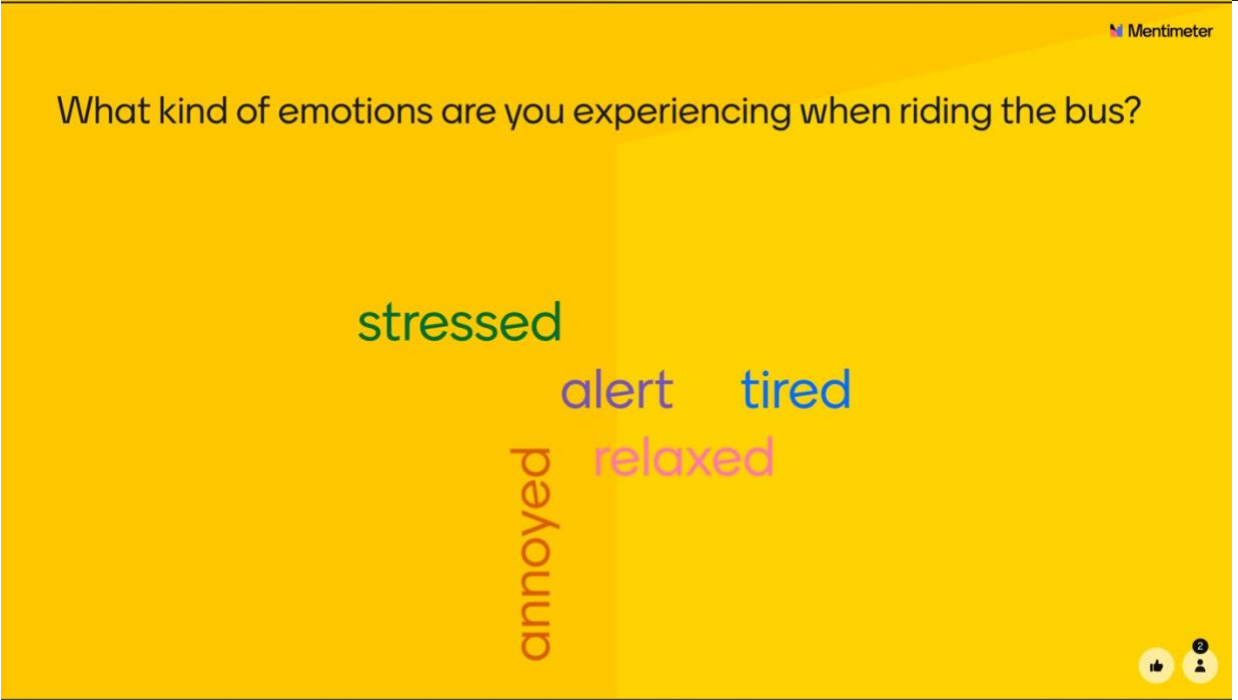 Mentimeter
What kind of emotions are you experiencing when riding the bus?
stressed
alert tired
relaxed
annoyed
2